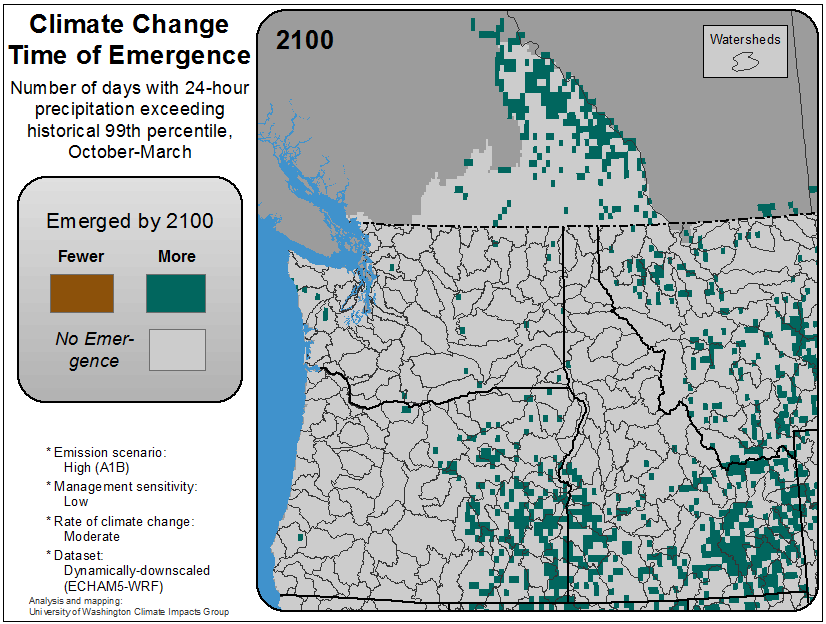 Climate Change
Time of Emergence
Number of days with 24-hour
precipitation exceeding
historical 99th percentile,
October-March
Emerged by 2100
Fewer More
No Emer-
gence
* Emission scenario:
High (A1B)
* Management sensitivity:
Low
* Rate of climate change:
Moderate
* Dataset:
Dynamically-downscaled
(ECHAM5-WRF)
Analysis and mapping:
University of Washington Climate Impacts Group
2100
Watersheds